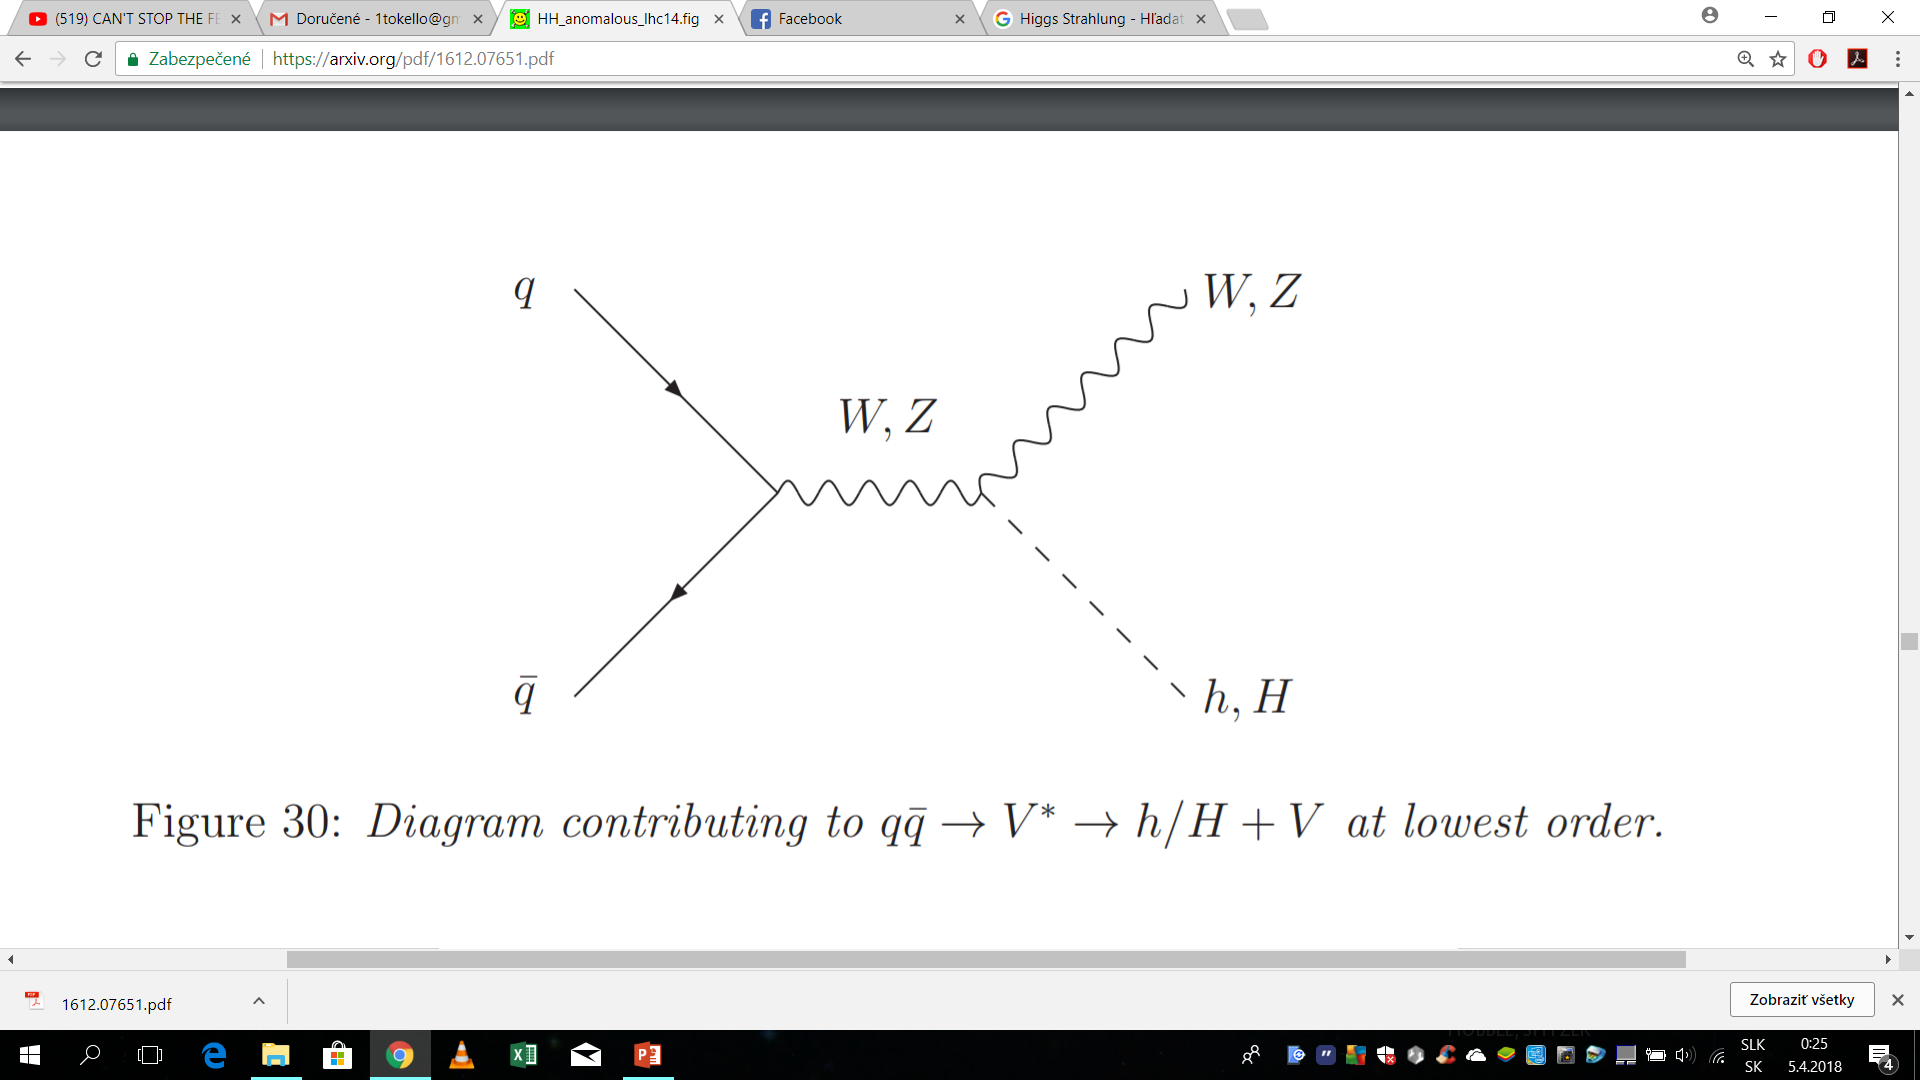 (519) CAN'T STOP THE FE
Doručené - 1tokello@gm
HH_anomalous_lhc14.fig
Facebook
Higgs Strahlung - Hľadať
Zabezpečené
https://arxiv.org/pdf/1612.07651.pdf
q
W, Z
W, Z
q̄
h, H
Figure 30: Diagram contributing to qq̄ → V* → h/H + V at lowest order.
1612.07651.pdf
Zobraziť všetky
SLK
0:25
SK
5.4.2018
4